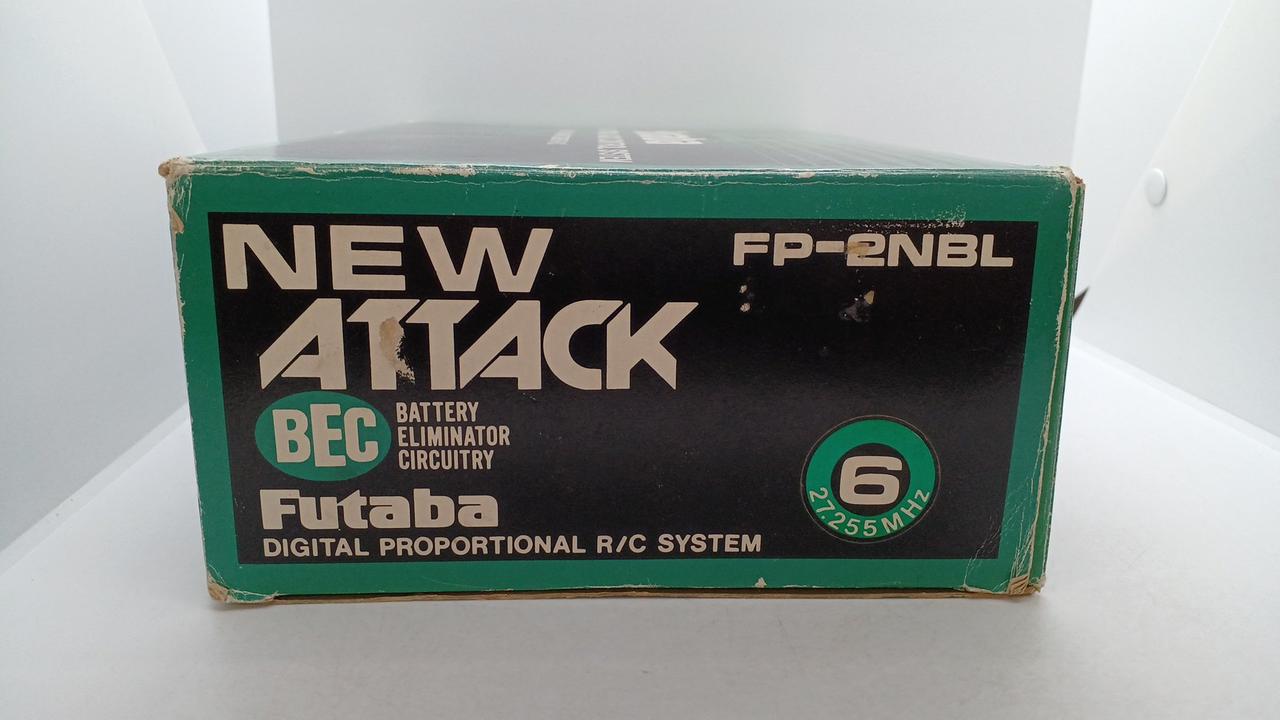 NEW
ATTACK
FP-2NBL
BEC
BATTERY
ELIMINATOR
CIRCUITRY
Futaba
DIGITAL PROPORTIONAL R/C SYSTEM
6
27.255MHz